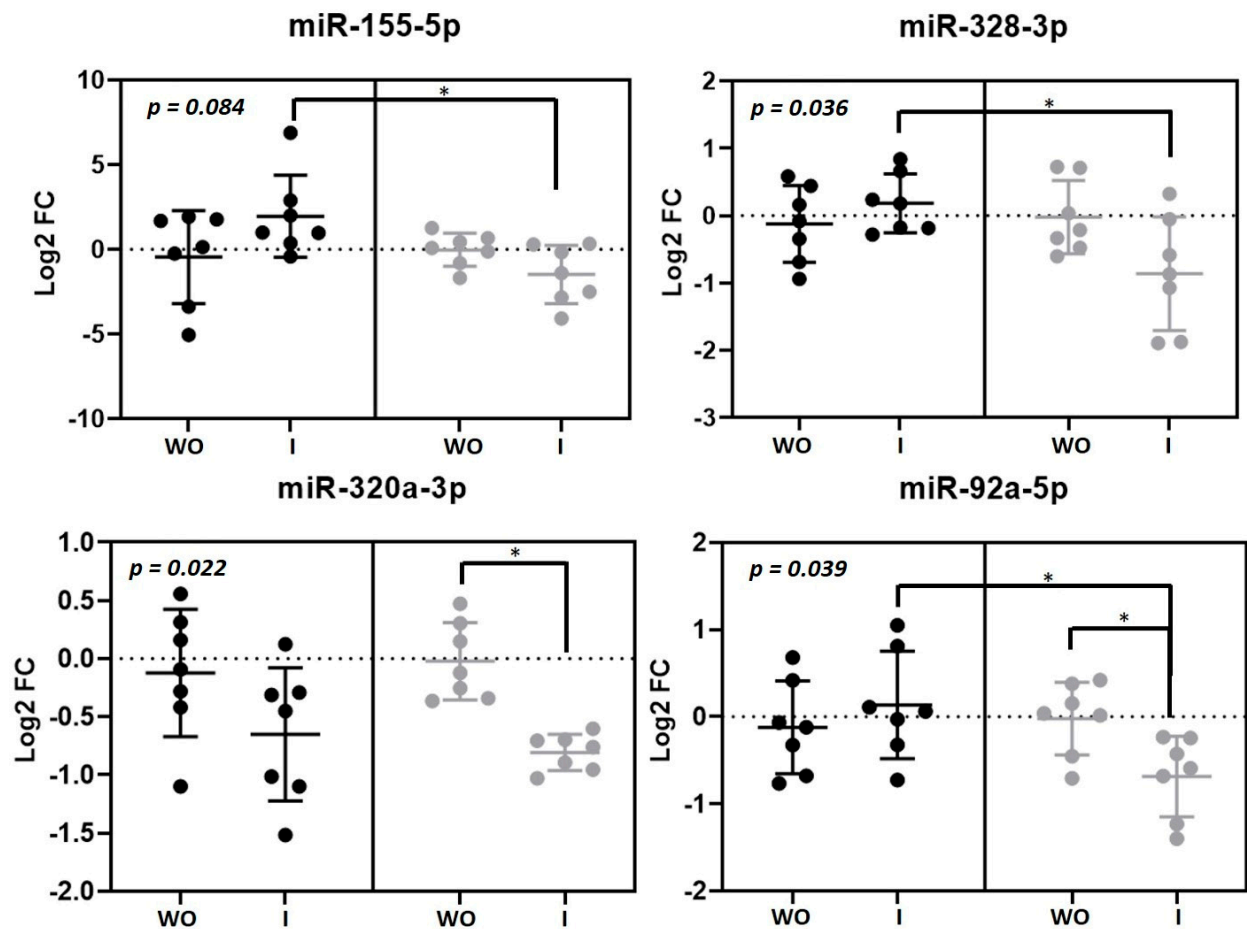 miR-155-5p
10
5
0
-5
-10
Log2 FC
p = 0.084
*
WO
I
WO
I
miR-328-3p
2
1
0
-1
-2
-3
Log2 FC
p = 0.036
*
WO
I
WO
I
miR-320a-3p
1.0
0.5
0.0
-0.5
-1.0
-1.5
-2.0
Log2 FC
p = 0.022
*
WO
I
WO
I
miR-92a-5p
2
1
0
-1
-2
Log2 FC
p = 0.039
*
*
WO
I
WO
I